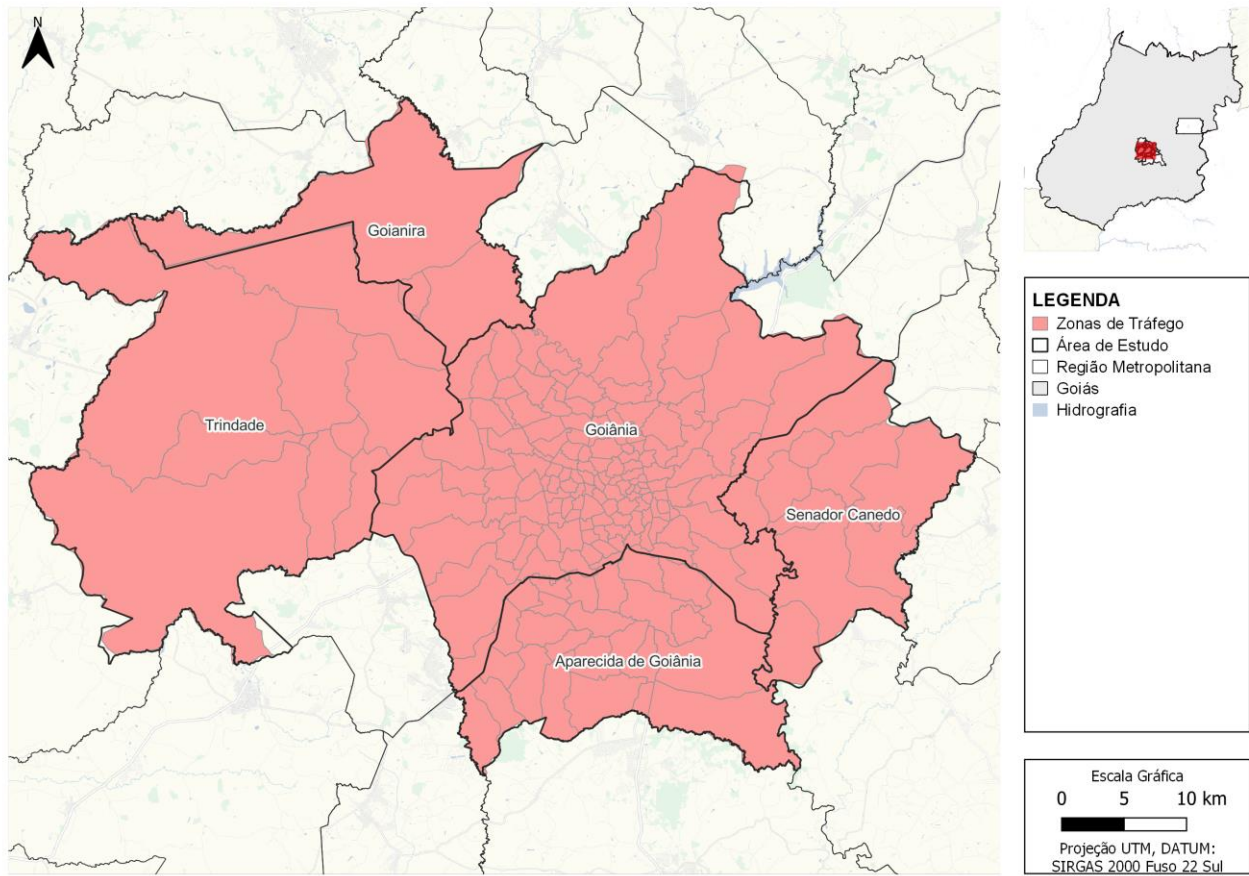 N
Goianira
Trindade
Goiânia
Senador Canedo
Aparecida de Goiânia
LEGENDA
Zonas de Tráfego
Área de Estudo
Região Metropolitana
Goiás
Hidrografia
Escala Gráfica
0 5 10 km
Projeção UTM, DATUM:
SIRGAS 2000 Fuso 22 Sul